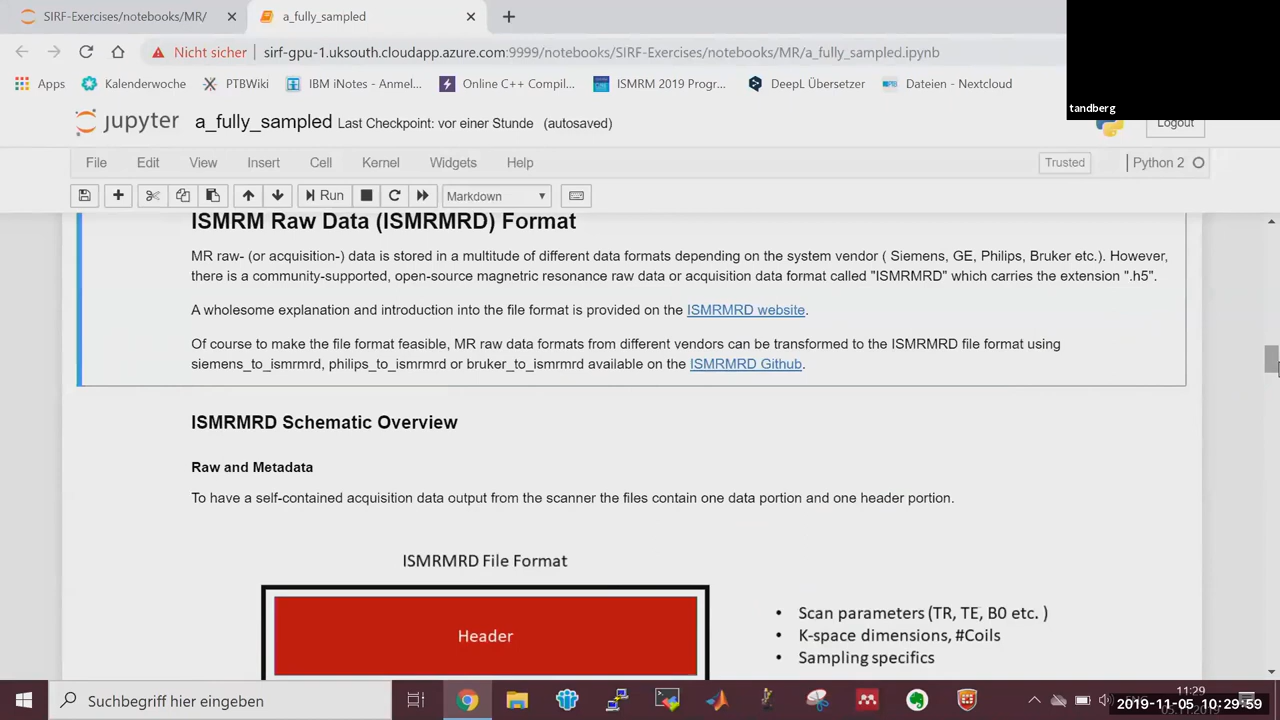 SIRF-Exercises/notebooks/MR/
a_fully_sampled
Nicht sicher
sirf-gpu-1.uksouth.cloudapp.azure.com:9999/notebooks/SIRF-Exercises/notebooks/MR/a_fully_sampled.ipynb
Apps
Kalenderwoche
PTBWiki
IBM iNotes - Anmel...
Online C++ Compil...
ISMRM 2019 Progr...
DeepL Übersetzer
Dateien - Nextcloud
tandberg
jupyter
a_fully_sampled Last Checkpoint: vor einer Stunde (autosaved)
Logout
File Edit View Insert Cell Kernel Widgets Help
Trusted
Python 2
Run
Markdown
ISMRM Raw Data (ISMRMRD) Format
MR raw- (or acquisition-) data is stored in a multitude of different data formats depending on the system vendor ( Siemens, GE, Philips, Bruker etc.). However,
there is a community-supported, open-source magnetric resonance raw data or acquisition data format called "ISMRMRD" which carries the extension ".h5".
A wholesome explanation and introduction into the file format is provided on the ISMRMRD website.
Of course to make the file format feasible, MR raw data formats from different vendors can be transformed to the ISMRMRD file format using
siemens_to_ismrmrd, philips_to_ismrmrd or bruker_to_ismrmrd available on the ISMRMRD Github.
ISMRMRD Schematic Overview
Raw and Metadata
To have a self-contained acquisition data output from the scanner the files contain one data portion and one header portion.
ISMRMRD File Format
Header
• Scan parameters (TR, TE, B0 etc. )
• K-space dimensions, #Coils
• Sampling specifics
Suchbegriff hier eingeben
11:29
2019-11-05 10:29:59